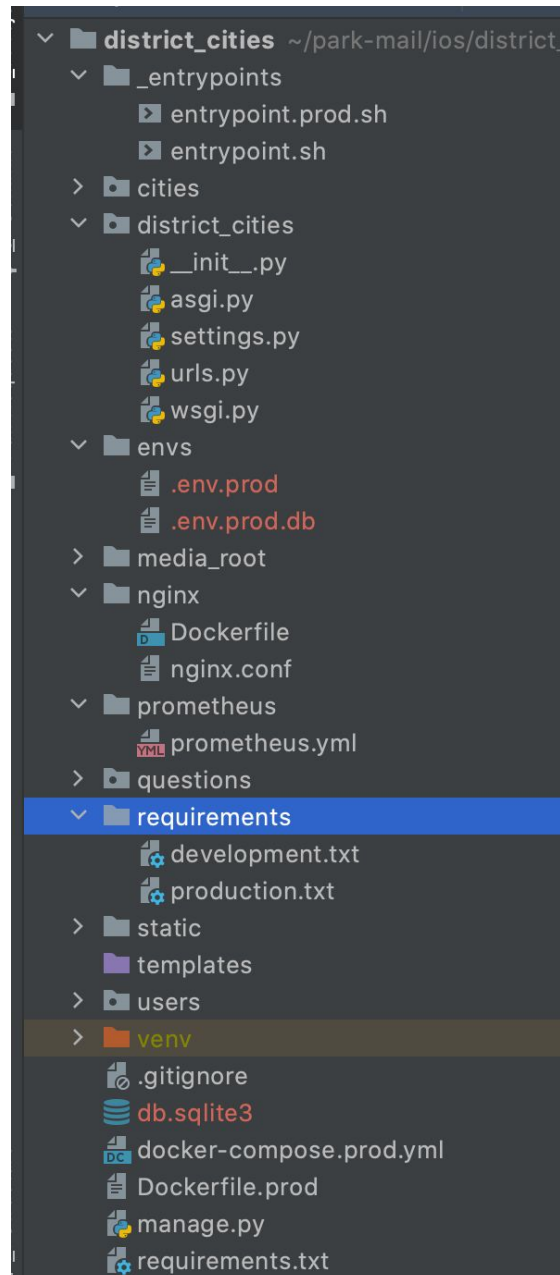 district_cities ~/park-mail/ios/district_
_entrypoints
entrypoint.prod.sh
entrypoint.sh
cities
district_cities
__init__.py
asgi.py
settings.py
urls.py
wsgi.py
envs
.env.prod
.env.prod.db
media_root
nginx
Dockerfile
nginx.conf
prometheus
prometheus.yml
questions
requirements
development.txt
production.txt
static
templates
users
venv
.gitignore
db.sqlite3
docker-compose.prod.yml
Dockerfile.prod
manage.py
requirements.txt